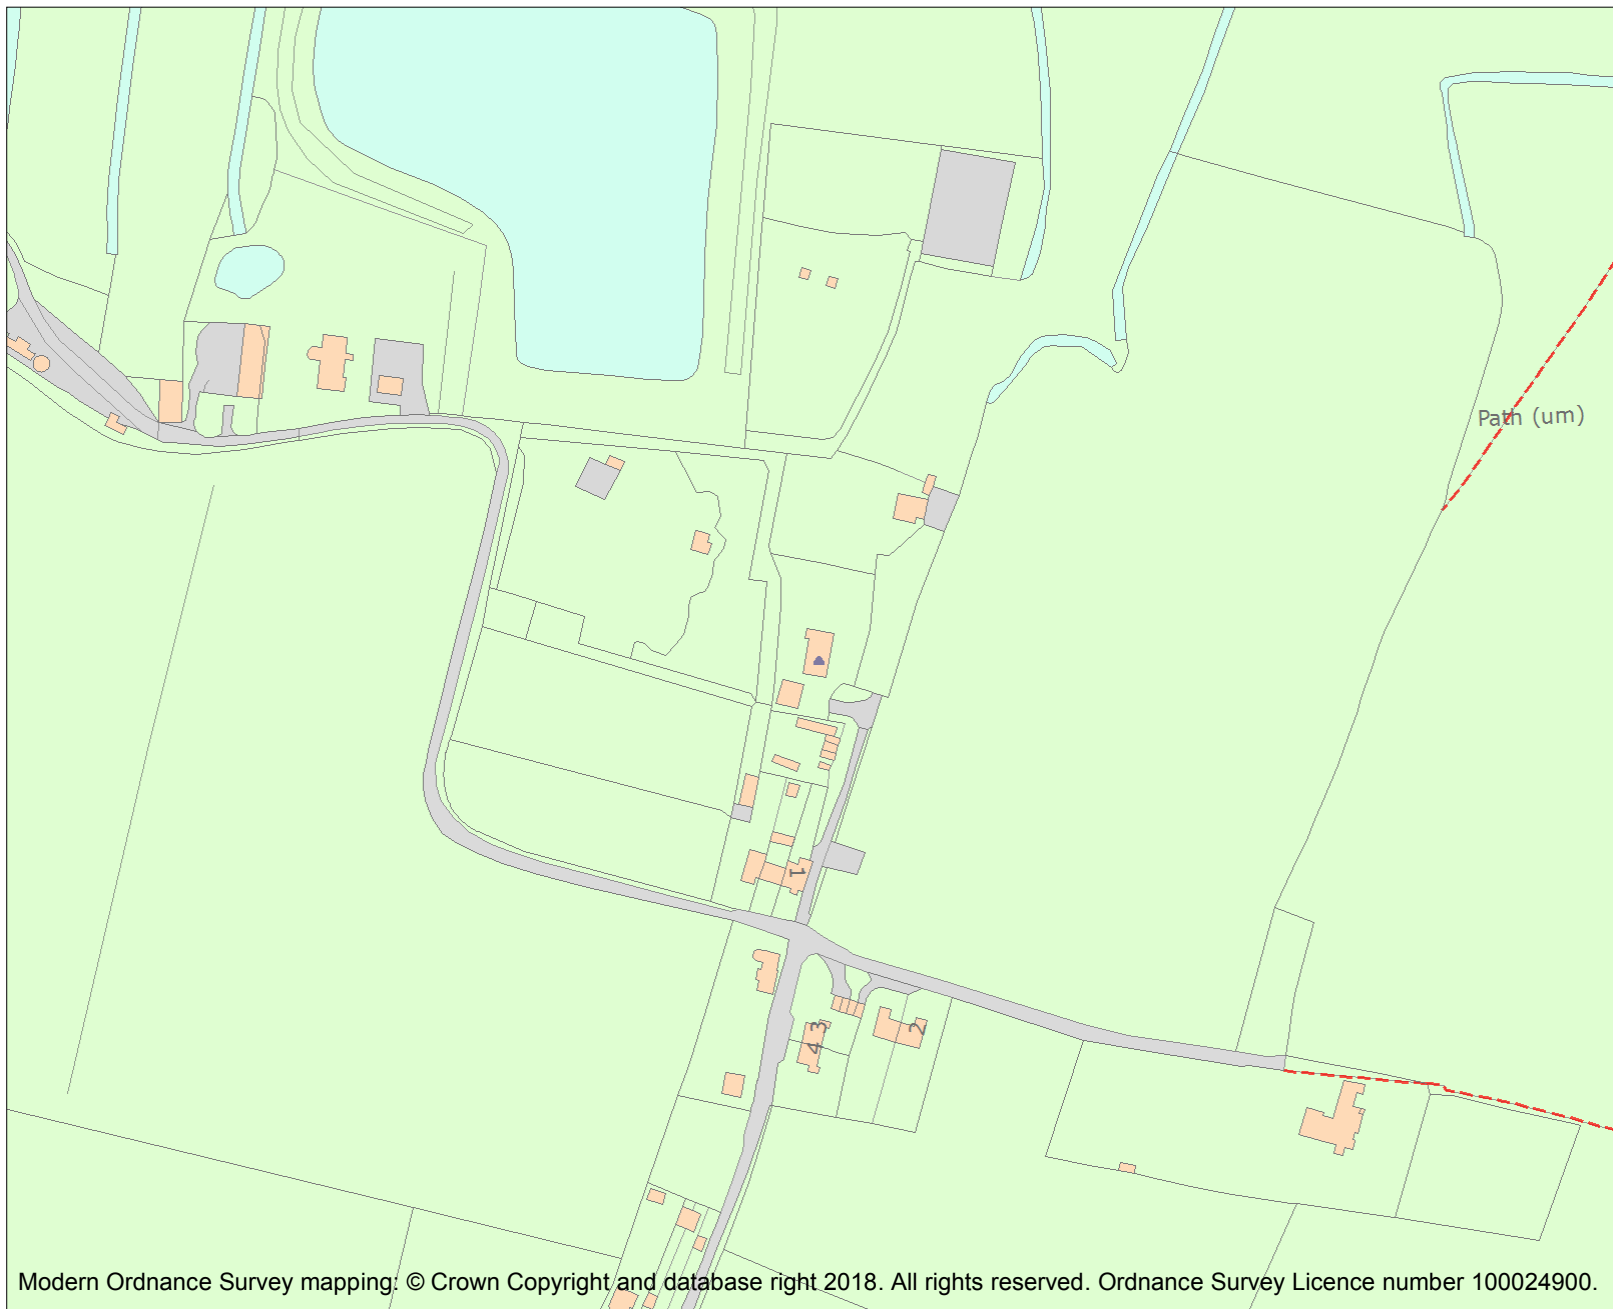 Path (um)
1
3
4
2
Modern Ordnance Survey mapping: © Crown Copyright and database right 2018. All rights reserved. Ordnance Survey Licence number 100024900.